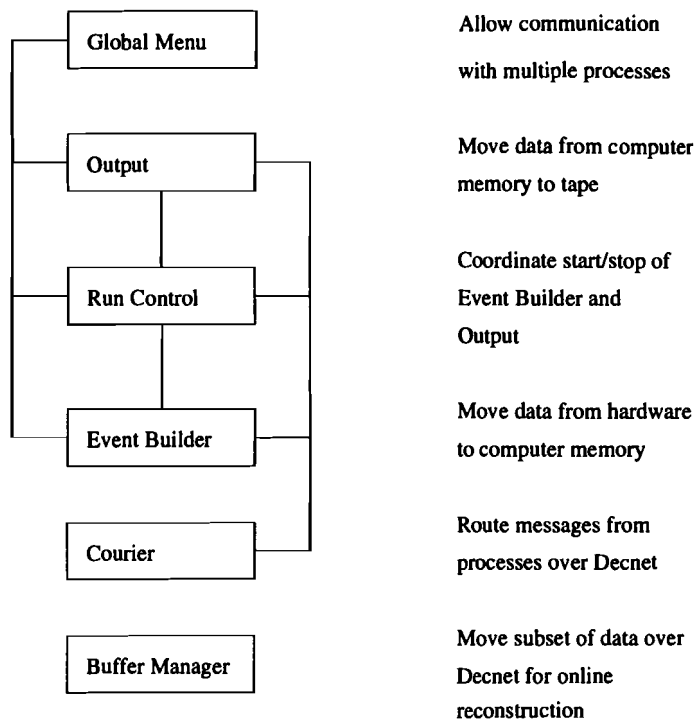 Global Menu
Allow communication
with multiple processes
Output
Move data from computer
memory to tape
Run Control
Coordinate start/stop of
Event Builder and
Output
Event Builder
Move data from hardware
to computer memory
Courier
Route messages from
processes over Decnet
Buffer Manager
Move subset of data over
Decnet for online
reconstruction